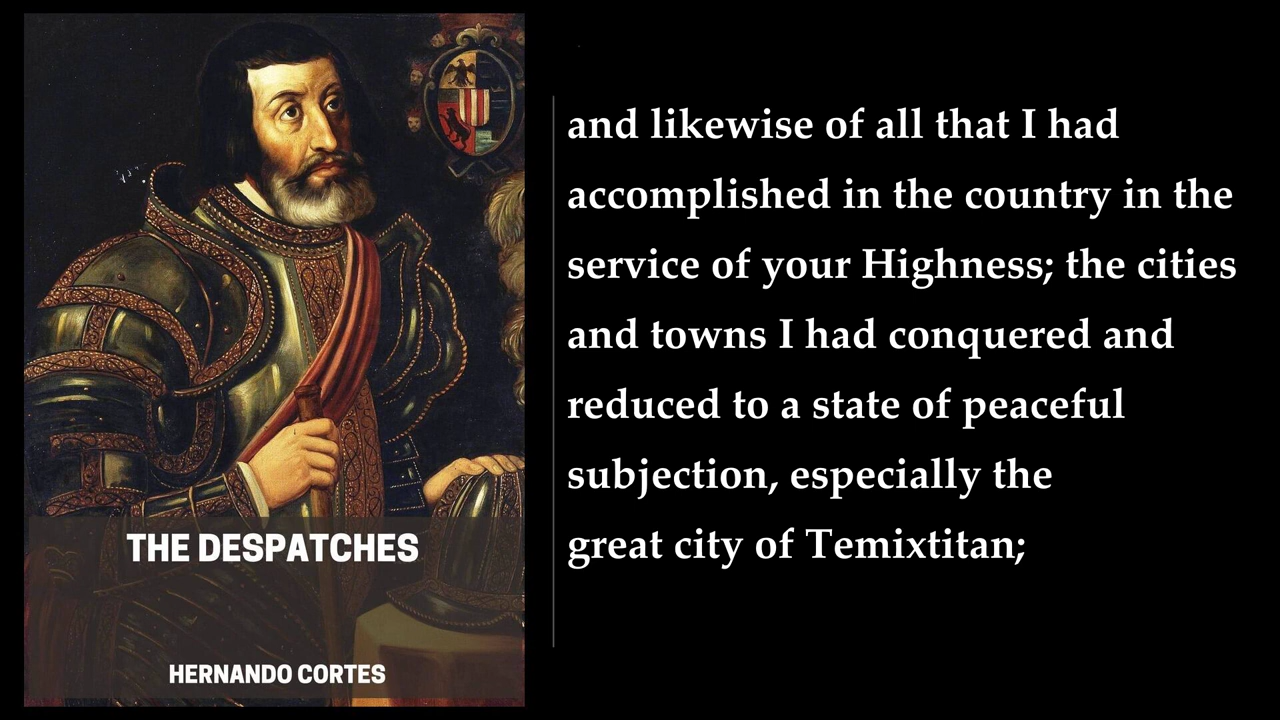 THE DESPATCHES
HERNANDO CORTES
and likewise of all that I had
accomplished in the country in the
service of your Highness; the cities
and towns I had conquered and
reduced to a state of peaceful
subjection, especially the
great city of Temixtitan;